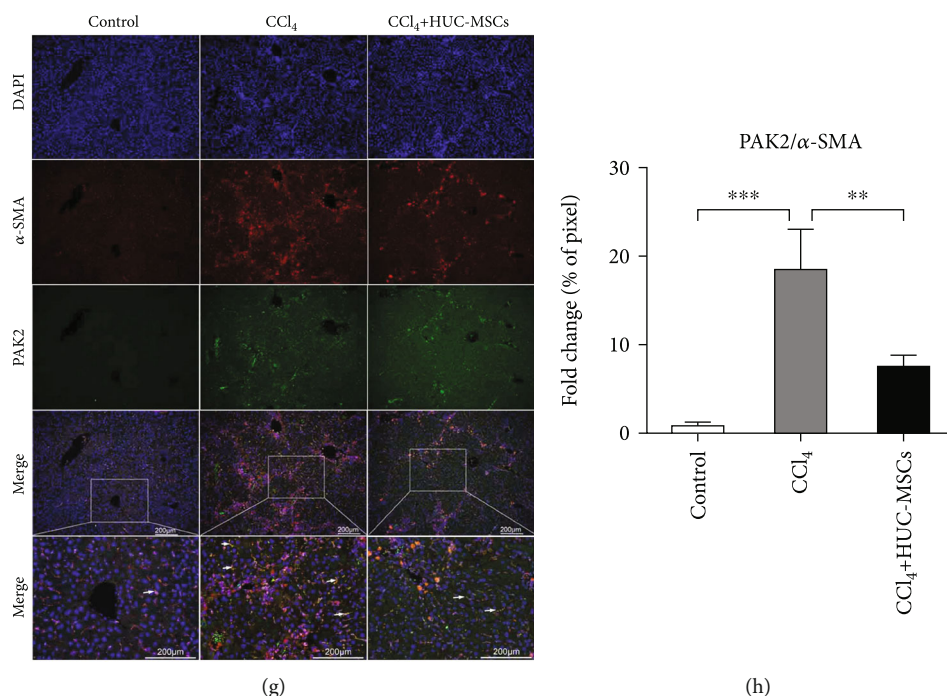 Control CCl₄ CCl₄+HUC-MSCs
DAPI
α-SMA
PAK2
Merge
200μm 200μm 200μm
Merge
200μm 200μm 200μm
(g)
PAK2/α-SMA
Fold change (% of pixel)
30
20
10
0
*** **
Control
CCl₄
CCl₄+HUC-MSCs
(h)